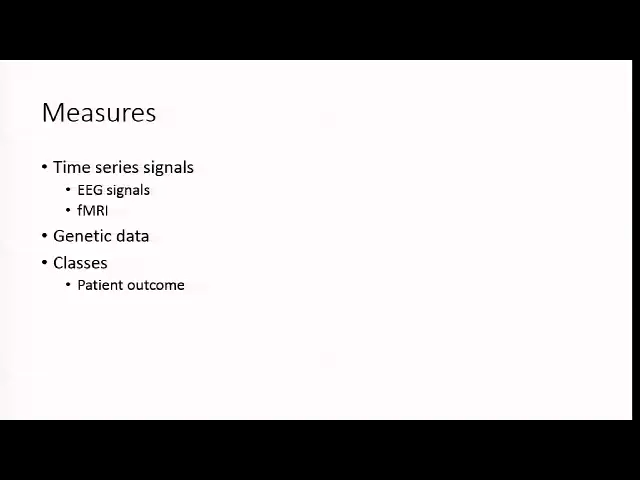 Measures
• Time series signals
• EEG signals
• fMRI
• Genetic data
• Classes
• Patient outcome